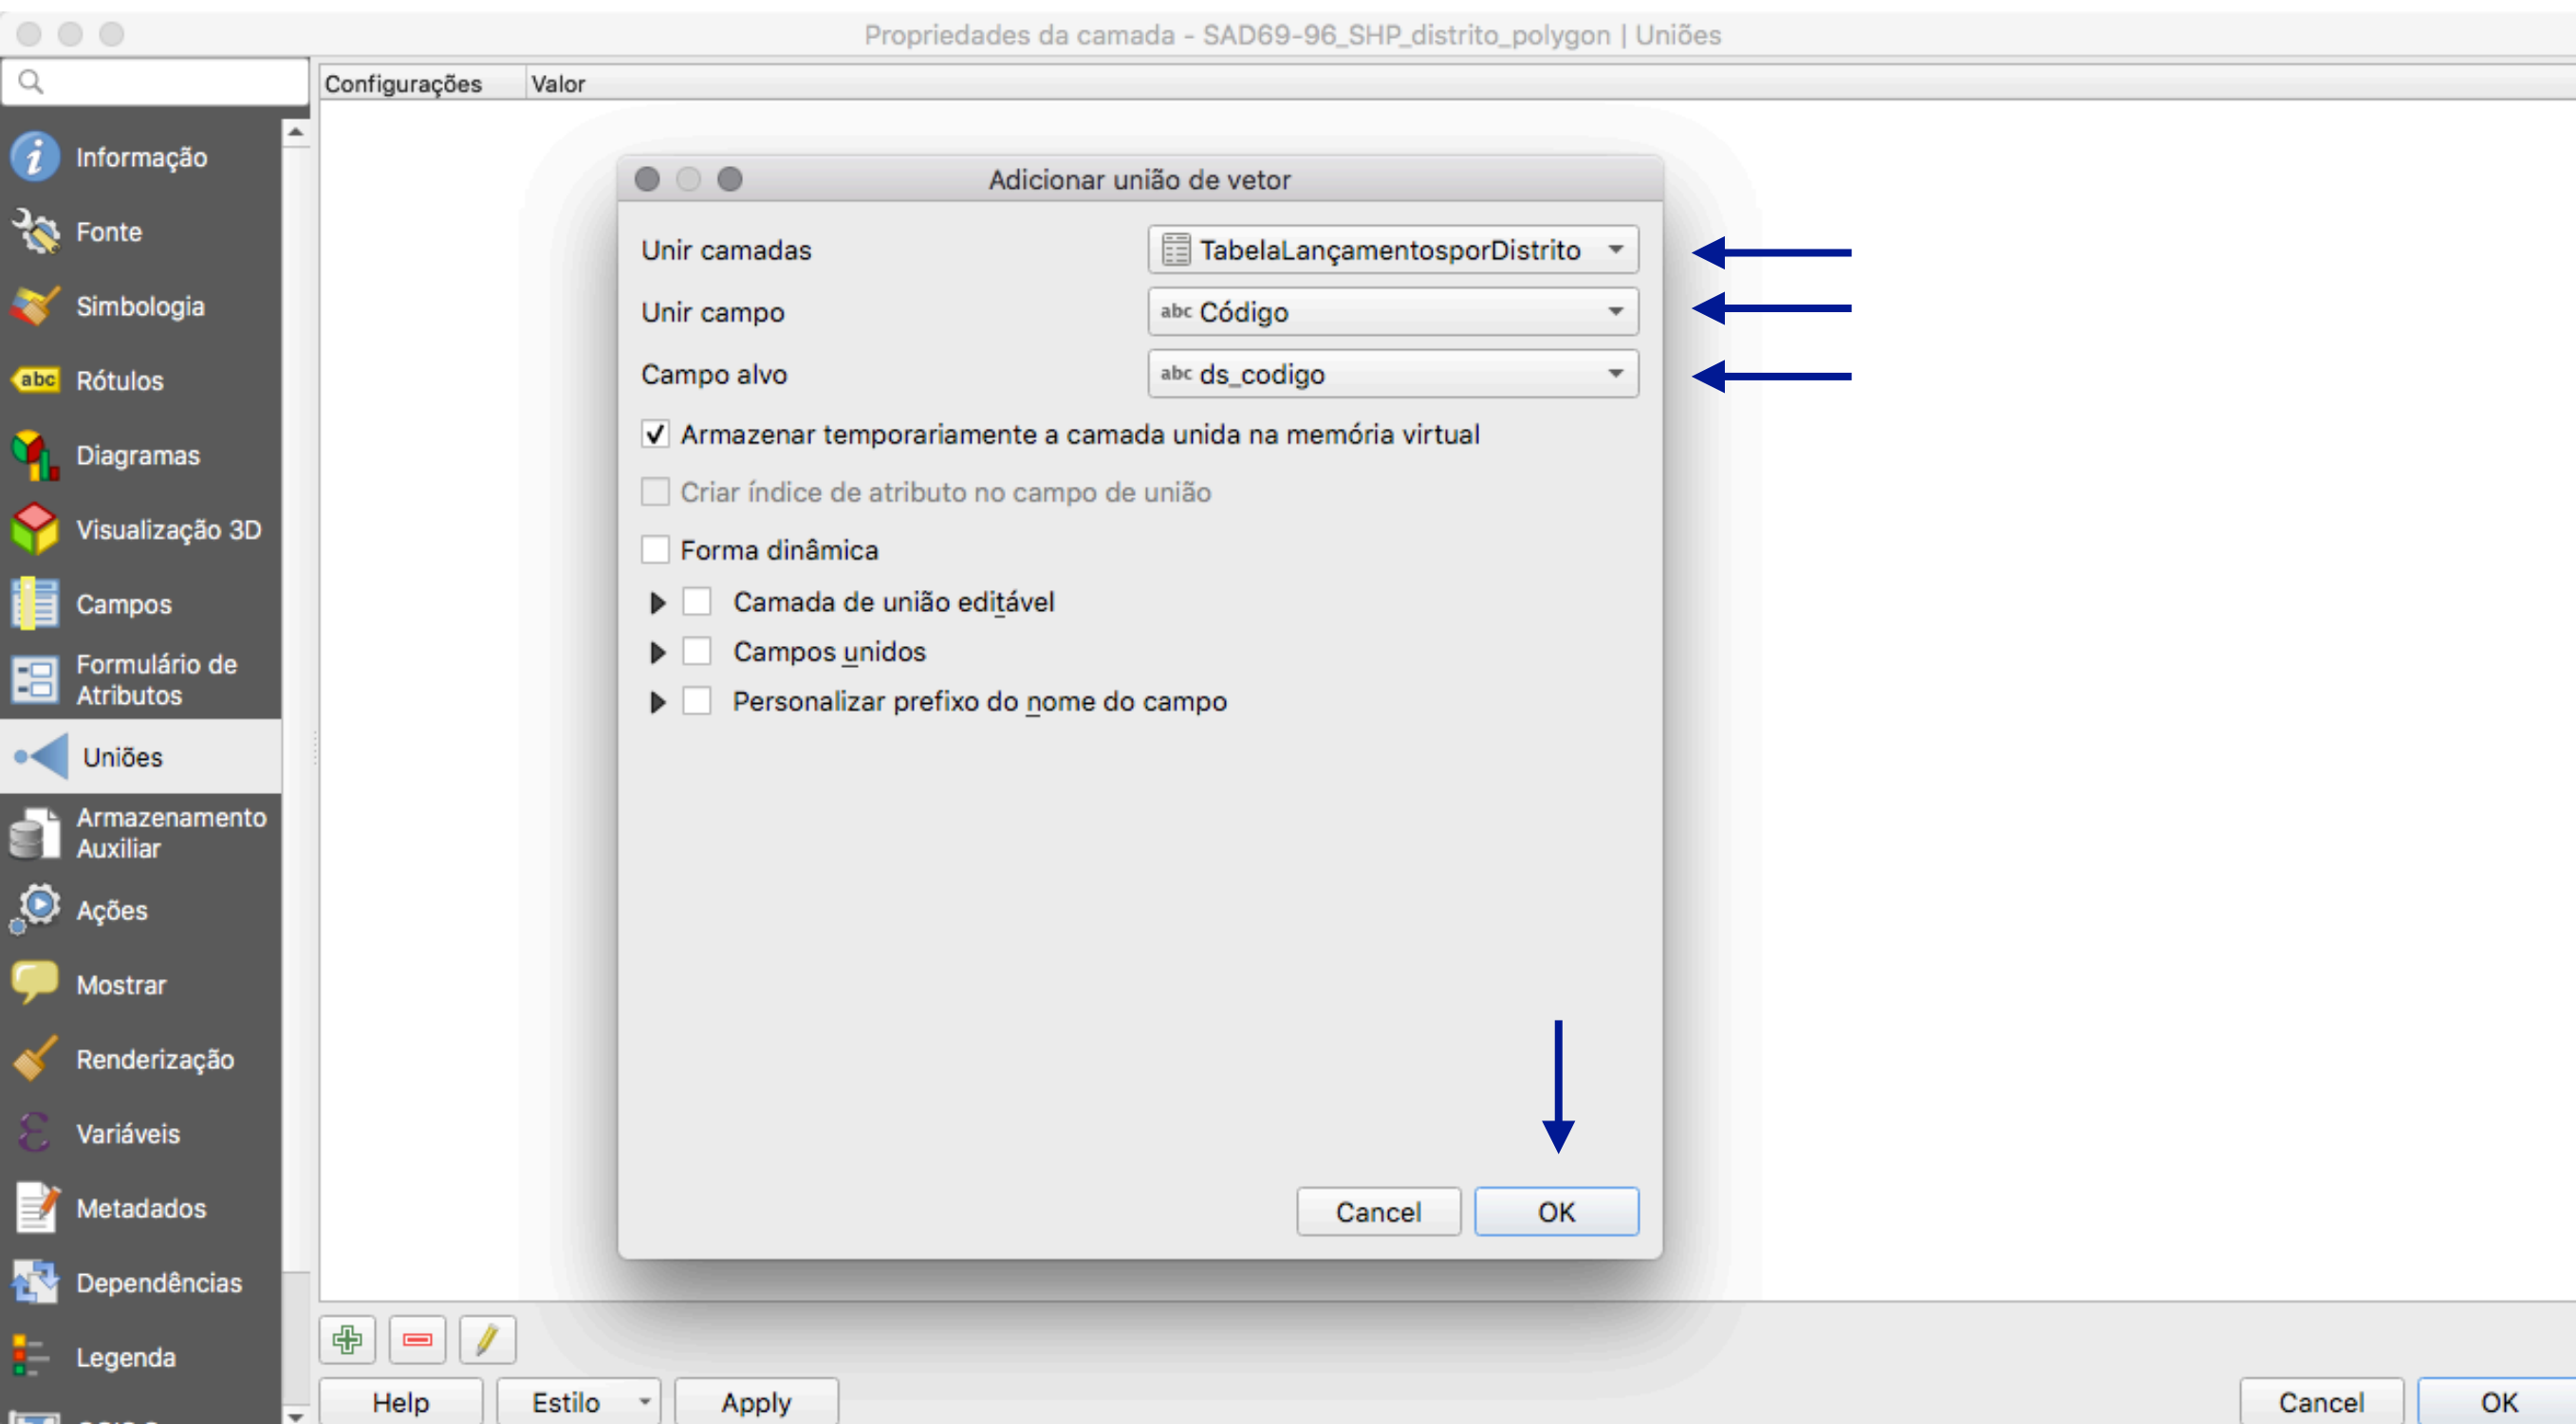 Propriedades da camada - SAD69-96_SHP_distrito_polygon | Uniões
Configurações Valor
Informação
Fonte
Simbologia
abc Rótulos
Diagramas
Visualização 3D
Campos
Formulário de
Atributos
Uniões
Armazenamento
Auxiliar
Ações
Mostrar
Renderização
Variáveis
Metadados
Dependências
Legenda
Adicionar união de vetor
Unir camadas TabelaLançamentosporDistrito
Unir campo abc Código
Campo alvo abc ds_codigo
Armazenar temporariamente a camada unida na memória virtual
Criar índice de atributo no campo de união
Forma dinâmica
Camada de união editável
Campos unidos
Personalizar prefixo do nome do campo
Cancel OK
Help Estilo Apply Cancel OK